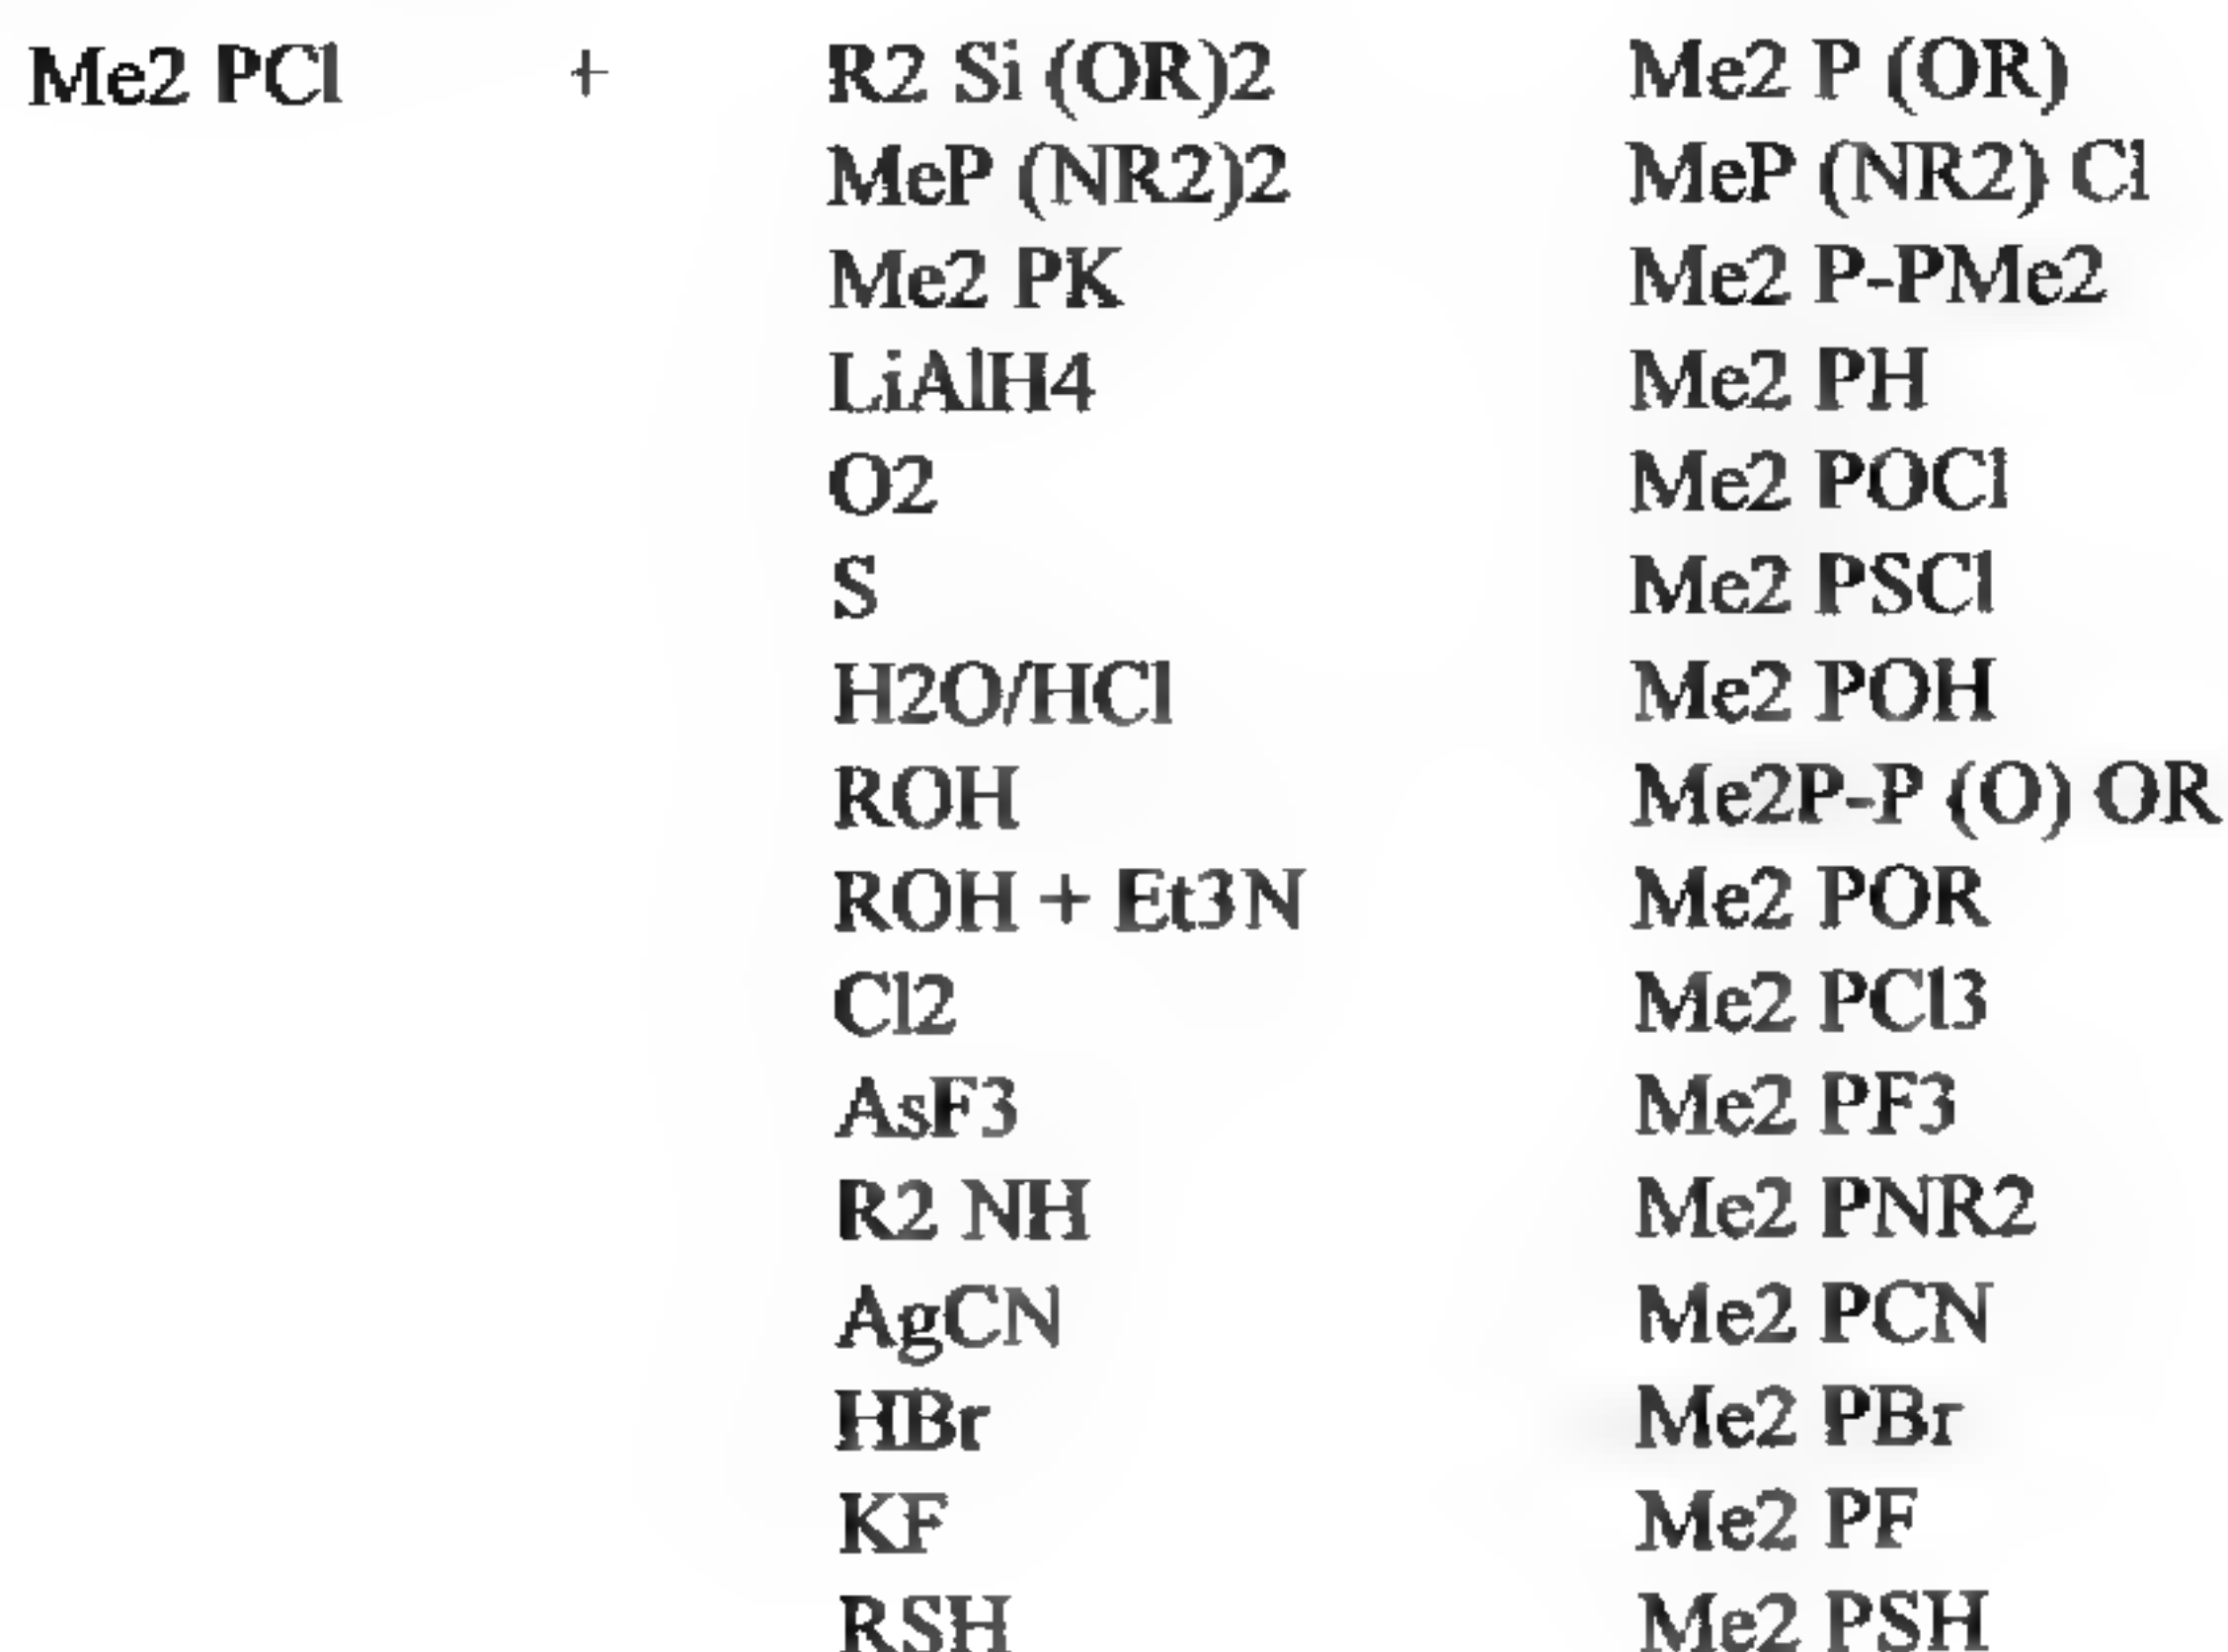 Me2 PCl + R2 Si (OR)2 Me2 P (OR)
MeP (NR2)2 MeP (NR2) Cl
Me2 PK Me2 P-PMe2
LiAlH4 Me2 PH
O2 Me2 POCl
S Me2 PSCl
H2O/HCl Me2 POH
ROH Me2P-P (O) OR
ROH + Et3N Me2 POR
Cl2 Me2 PCl3
AsF3 Me2 PF3
R2 NH Me2 PNR2
AgCN Me2 PCN
HBr Me2 PBr
KF Me2 PF
RSH Me2 PSH